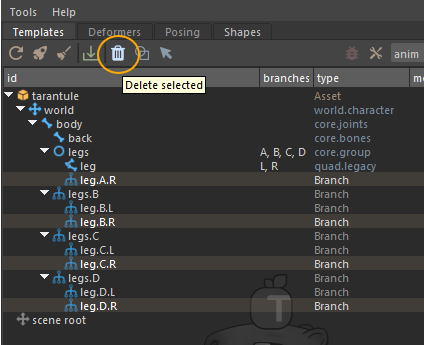 Tools Help
Templates Deformers Posing Shapes
anim
id branches type mo
Delete selected
tarantule Asset
world world.character
body core.joints
back core.bones
legs A, B, C, D core.group
leg L, R quad.legacy
leg.A.R Branch
legs.B Branch
leg.B.L Branch
leg.B.R Branch
legs.C Branch
leg.C.L Branch
leg.C.R Branch
legs.D Branch
leg.D.L Branch
leg.D.R Branch
scene root
T